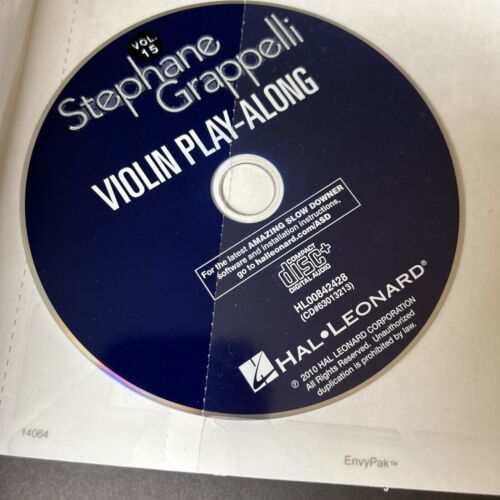 VOL.
15
Stephane
Grappelli
VIOLIN PLAY-ALONG
For the latest AMAZING SLOW DOWNER
software and installation instructions,
go to halleonard.com/ASD
COMPACT
disc+
DIGITAL AUDIO
HL00842428
(CD#63013213)
HAL•LEONARD®
℗ 2010 HAL LEONARD CORPORATION
All Rights Reserved. Unauthorized
duplication is prohibited by law.
14064
EnvyPak™